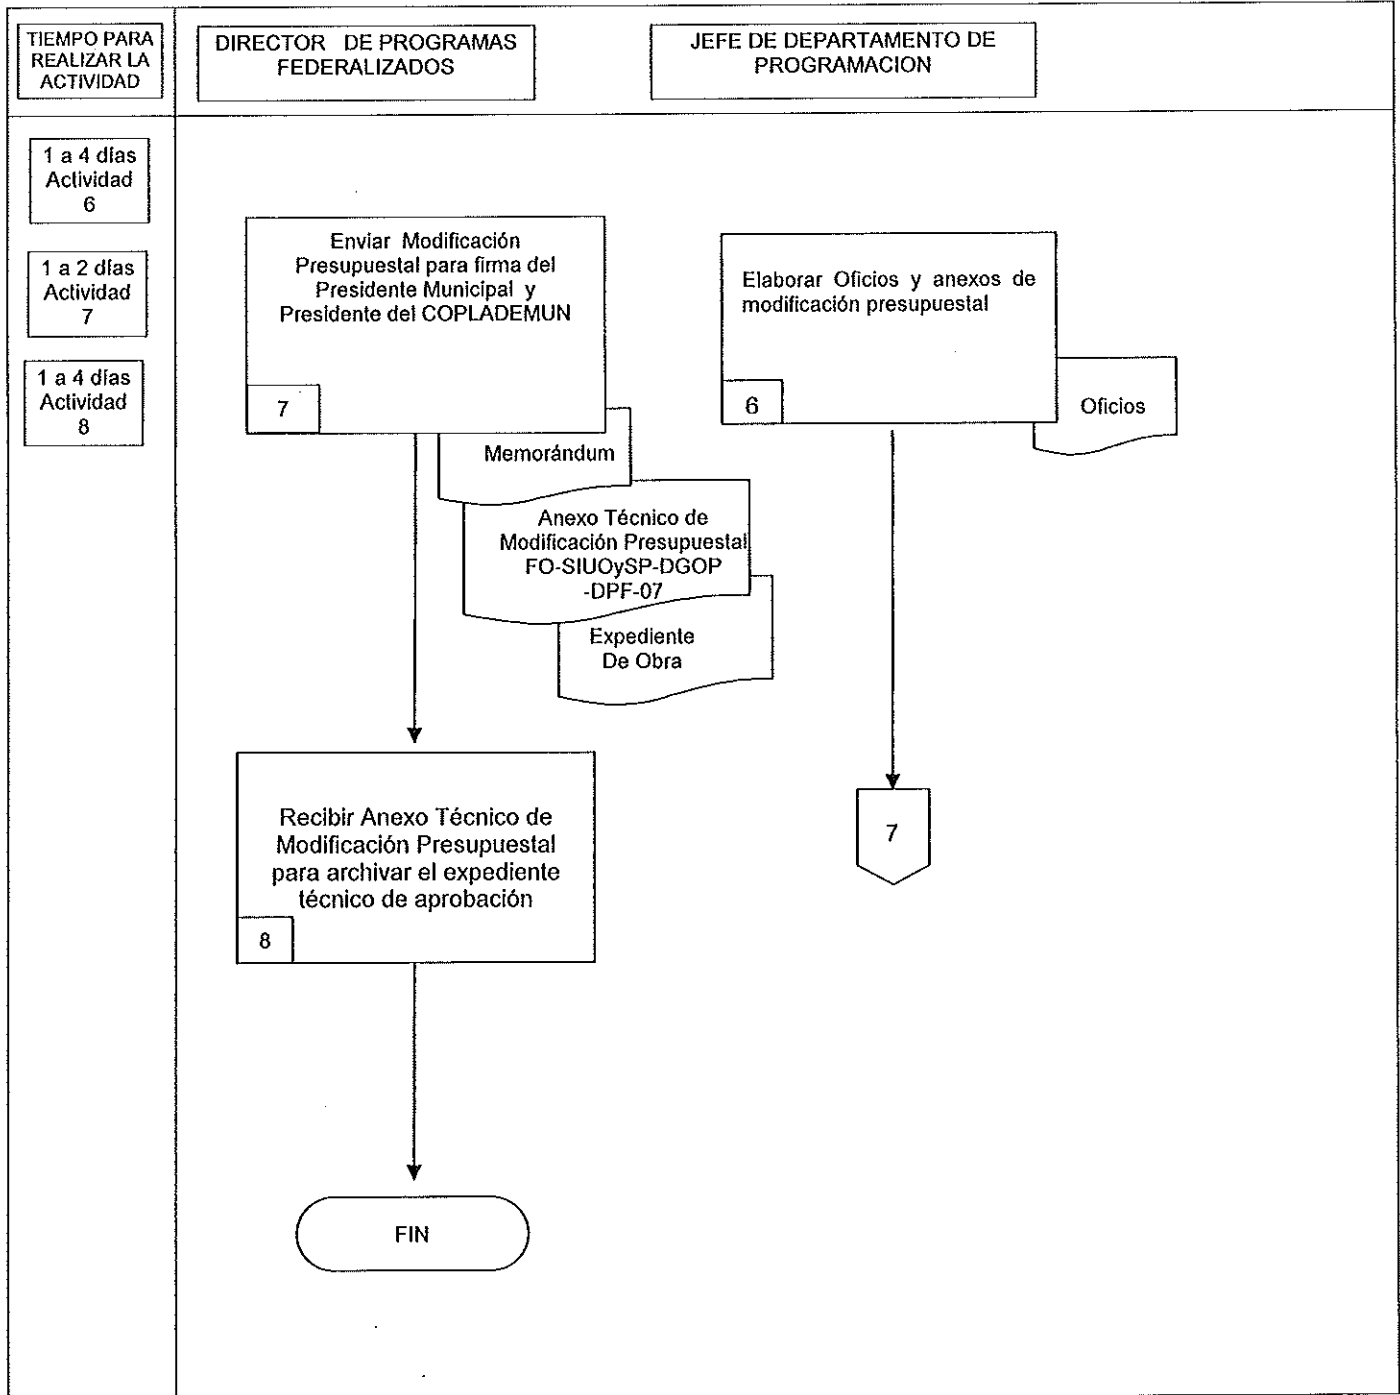 TIEMPO PARA
REALIZAR LA
ACTIVIDAD
DIRECTOR DE PROGRAMAS
FEDERALIZADOS
JEFE DE DEPARTAMENTO DE
PROGRAMACION
1 a 4 días
Actividad
6
1 a 2 días
Actividad
7
1 a 4 días
Actividad
8
Enviar Modificación
Presupuestal para firma del
Presidente Municipal y
Presidente del COPLADEMUN
7
Memorándum
Anexo Técnico de
Modificación Presupuestal
FO-SIUOySP-DGOP
-DPF-07
Expediente
De Obra
Elaborar Oficios y anexos de
modificación presupuestal
6
Oficios
7
Recibir Anexo Técnico de
Modificación Presupuestal
para archivar el expediente
técnico de aprobación
8
FIN